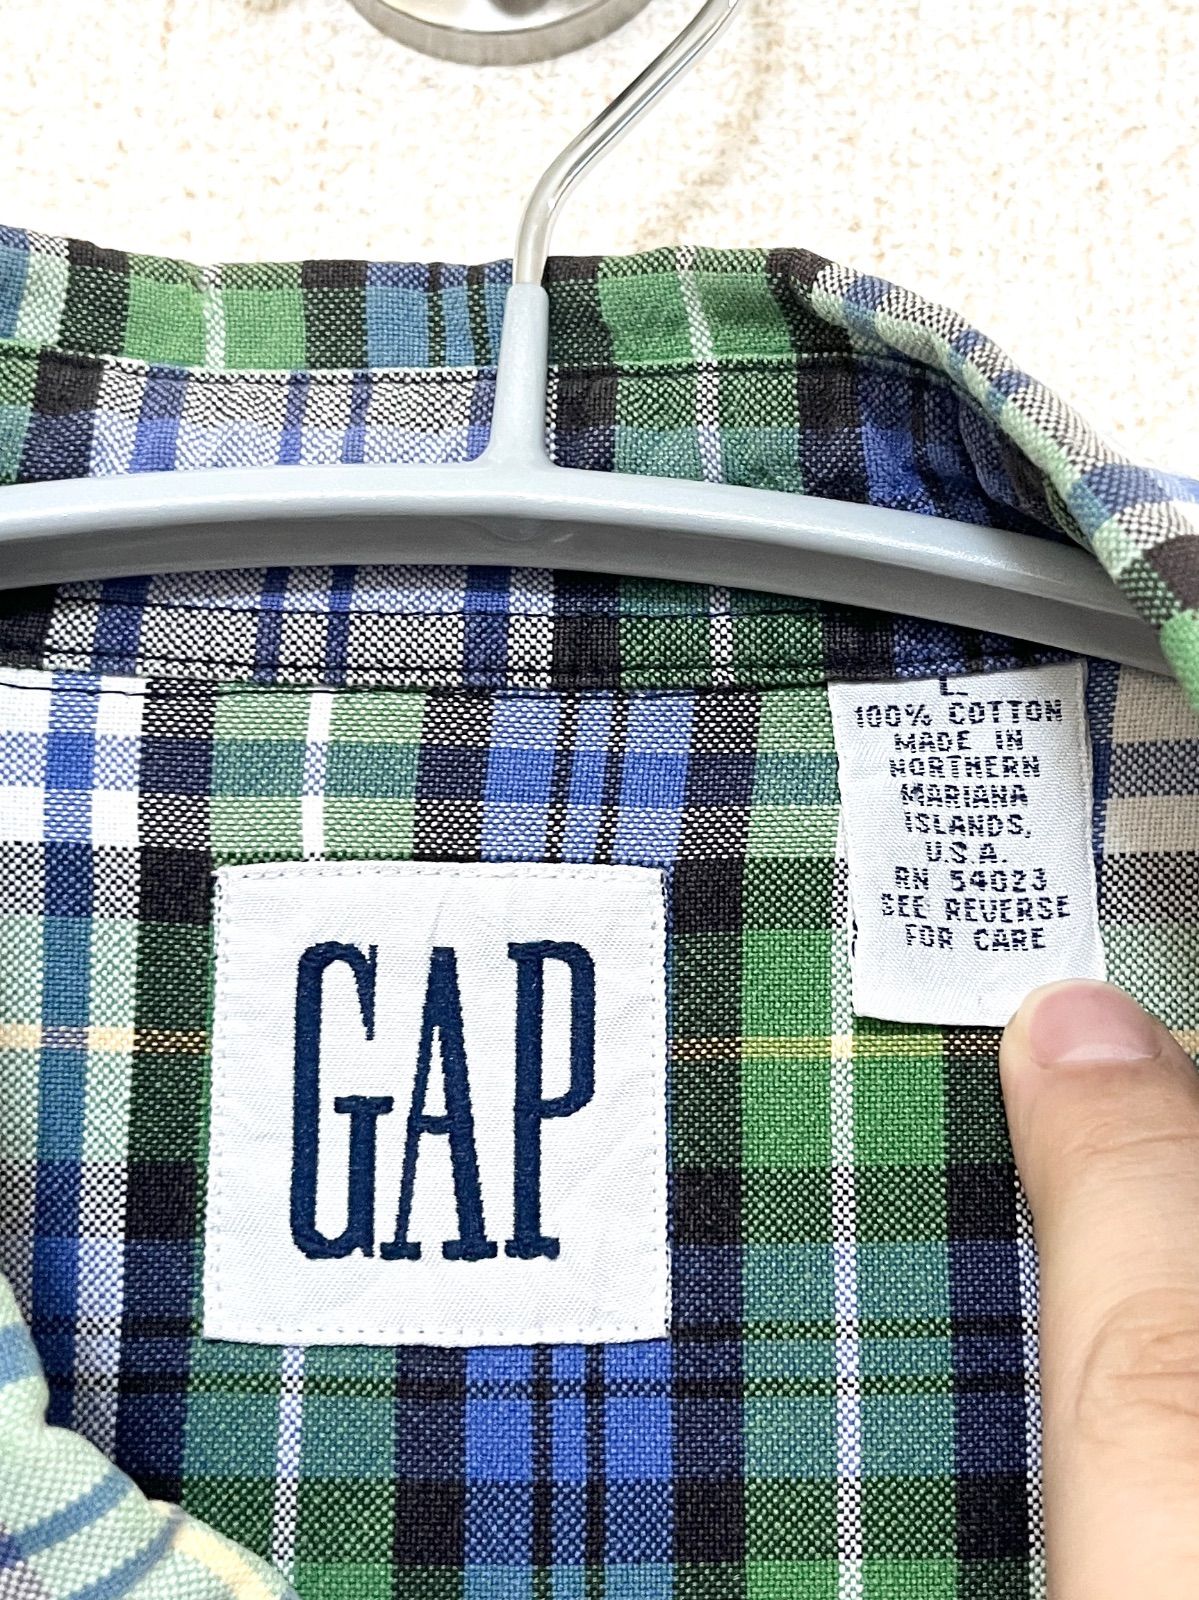 GAP
L
100% COTTON
MADE IN
NORTHERN
MARIANA
ISLANDS,
U.S.A.
RN 54023
SEE REVERSE
FOR CARE